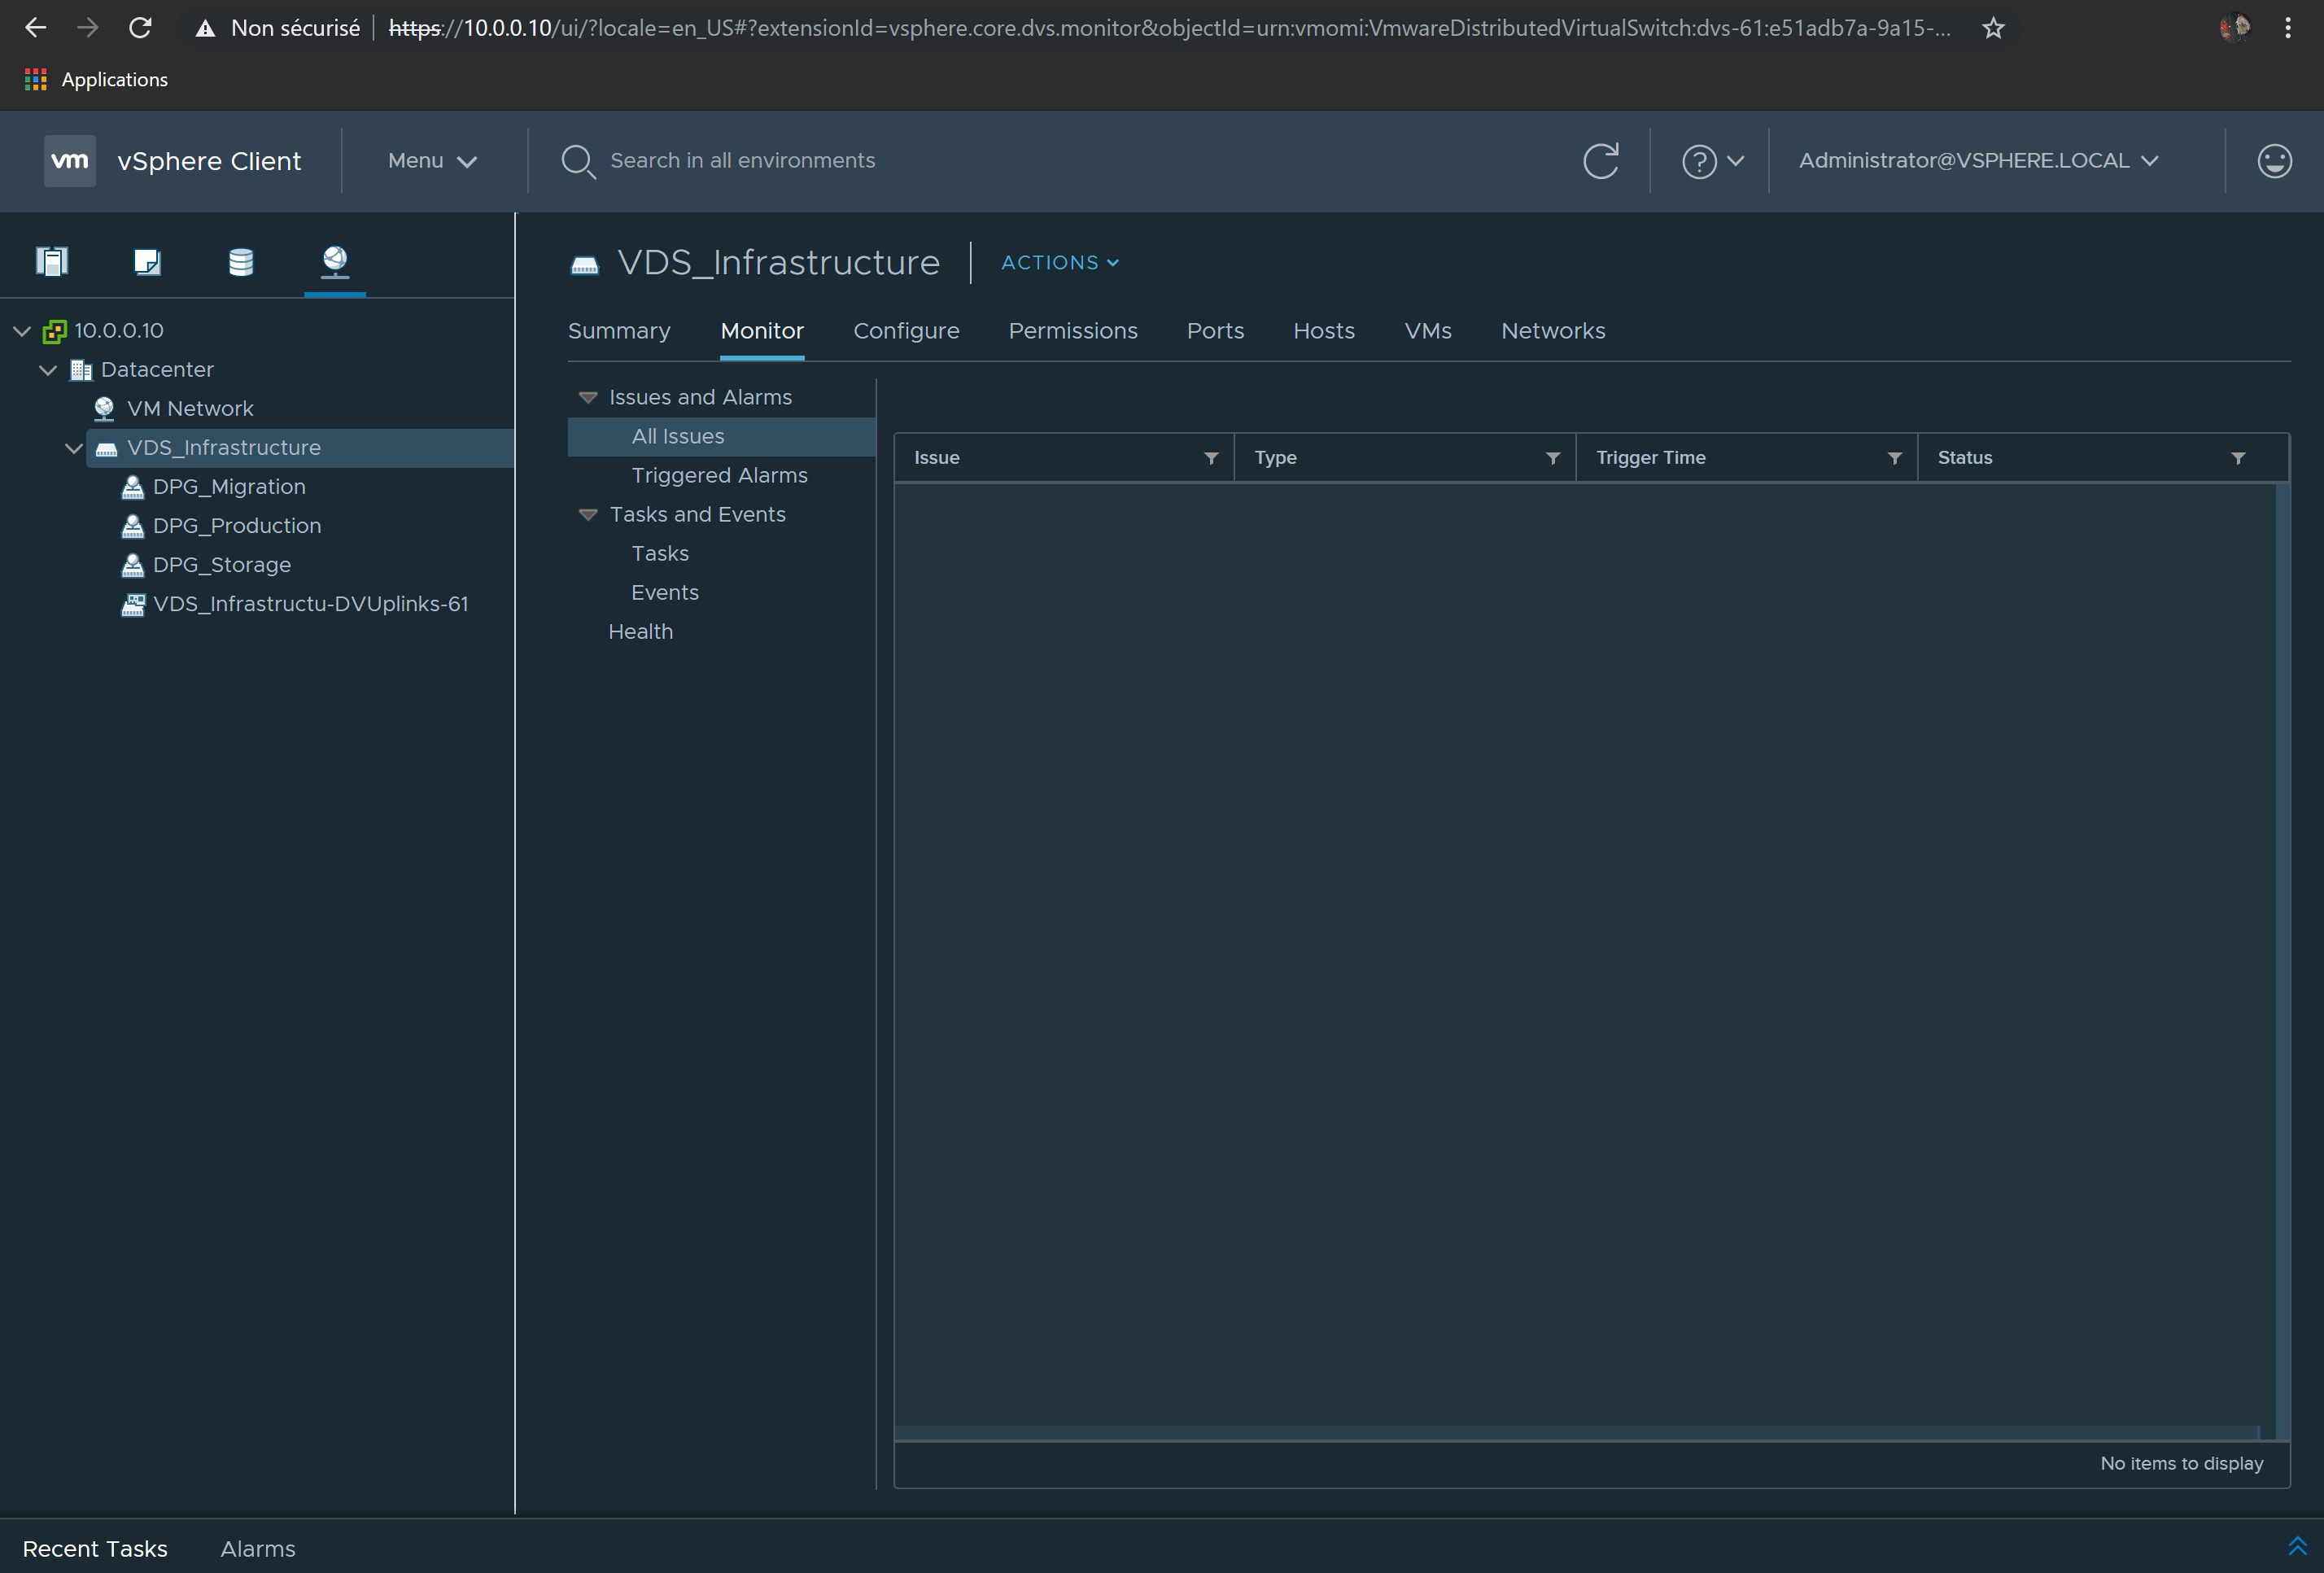 Non sécurisé
https://10.0.0.10/ui/?locale=en_US#?extensionId=vsphere.core.dvs.monitor&objectId=urn:vmomi:VmwareDistributedVirtualSwitch:dvs-61:e51adb7a-9a15-...
Applications
vm
vSphere Client
Menu
Search in all environments
?
Administrator@VSPHERE.LOCAL
VDS_Infrastructure
ACTIONS
Summary
Monitor
Configure
Permissions
Ports
Hosts
VMs
Networks
10.0.0.10
Datacenter
VM Network
VDS_Infrastructure
DPG_Migration
DPG_Production
DPG_Storage
VDS_Infrastructu-DVUplinks-61
Issues and Alarms
All Issues
Triggered Alarms
Tasks and Events
Tasks
Events
Health
Issue
Type
Trigger Time
Status
No items to display
Recent Tasks
Alarms